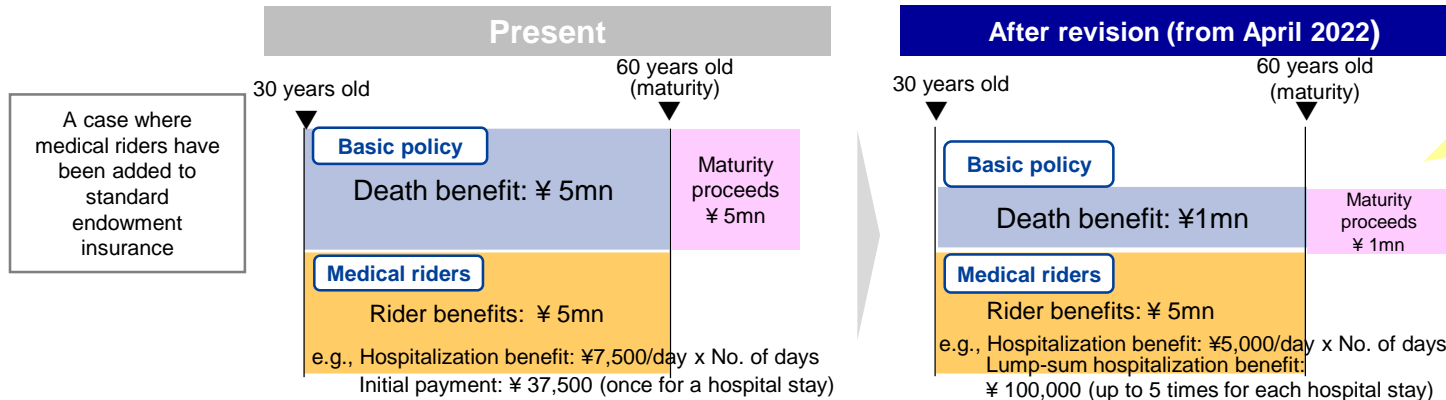 Present
After revision (from April 2022)
A case where
medical riders have
been added to
standard
endowment
insurance
30 years old
60 years old
(maturity)
Basic policy
Death benefit: ¥ 5mn
Maturity
proceeds
¥ 5mn
Medical riders
Rider benefits: ¥ 5mn
e.g., Hospitalization benefit: ¥7,500/day x No. of days
Initial payment: ¥ 37,500 (once for a hospital stay)
30 years old
60 years old
(maturity)
Basic policy
Death benefit: ¥1mn
Maturity
proceeds
¥ 1mn
Medical riders
Rider benefits: ¥ 5mn
e.g., Hospitalization benefit: ¥5,000/day x No. of days
Lump-sum hospitalization benefit:
¥ 100,000 (up to 5 times for each hospital stay)